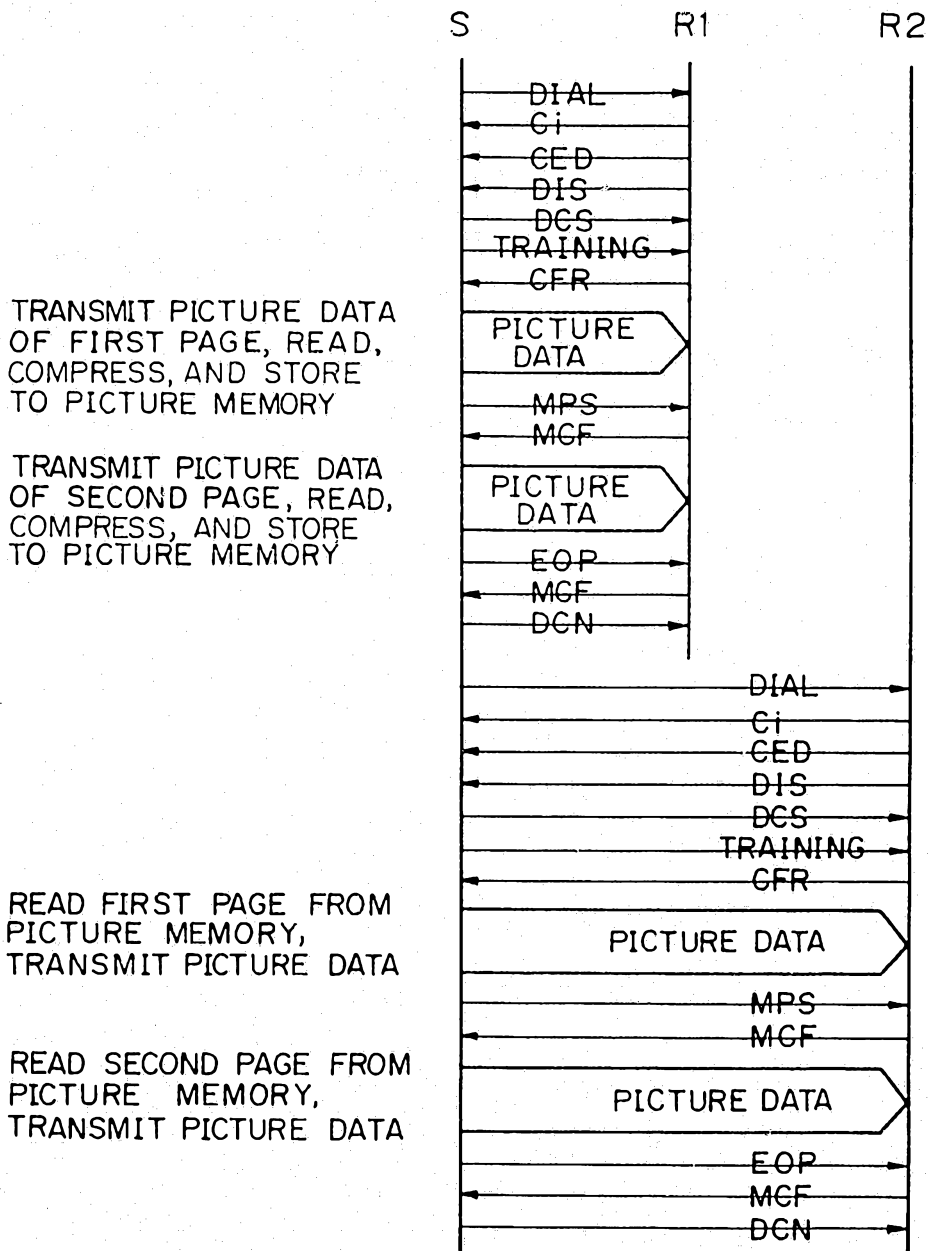 S R1 R2
DIAL
Ci
CED
DIS
DCS
TRAINING
CFR
TRANSMIT PICTURE DATA
OF FIRST PAGE, READ,
COMPRESS, AND STORE
TO PICTURE MEMORY
PICTURE
DATA
MPS
MCF
TRANSMIT PICTURE DATA
OF SECOND PAGE, READ,
COMPRESS, AND STORE
TO PICTURE MEMORY
PICTURE
DATA
EOP
MCF
DCN
DIAL
Ci
CED
DIS
DCS
TRAINING
CFR
READ FIRST PAGE FROM
PICTURE MEMORY,
TRANSMIT PICTURE DATA
PICTURE DATA
MPS
MCF
READ SECOND PAGE FROM
PICTURE MEMORY,
TRANSMIT PICTURE DATA
PICTURE DATA
EOP
MCF
DCN